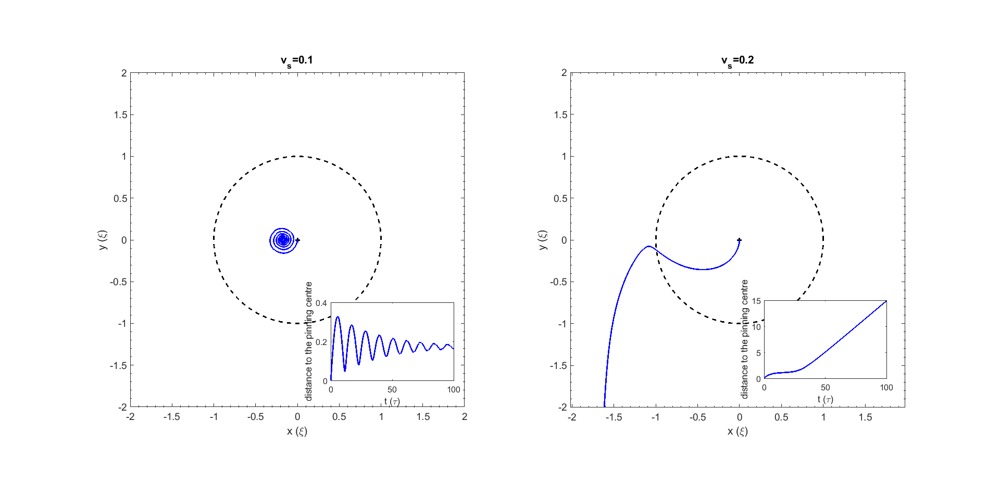 v_s=0.1
2
1.5
1
0.5
0
-0.5
-1
-1.5
-2
y (ξ)
-2 -1.5 -1 -0.5 0 0.5 1 1.5 2
x (ξ)
distance to the pinning centre
0.4
0.2
0
0 50 100
t (τ)
v_s=0.2
2
1.5
1
0.5
0
-0.5
-1
-1.5
-2
y (ξ)
-2 -1.5 -1 -0.5 0 0.5 1 1.5
x (ξ)
distance to the pinning centre
15
10
5
0
0 50 100
t (τ)